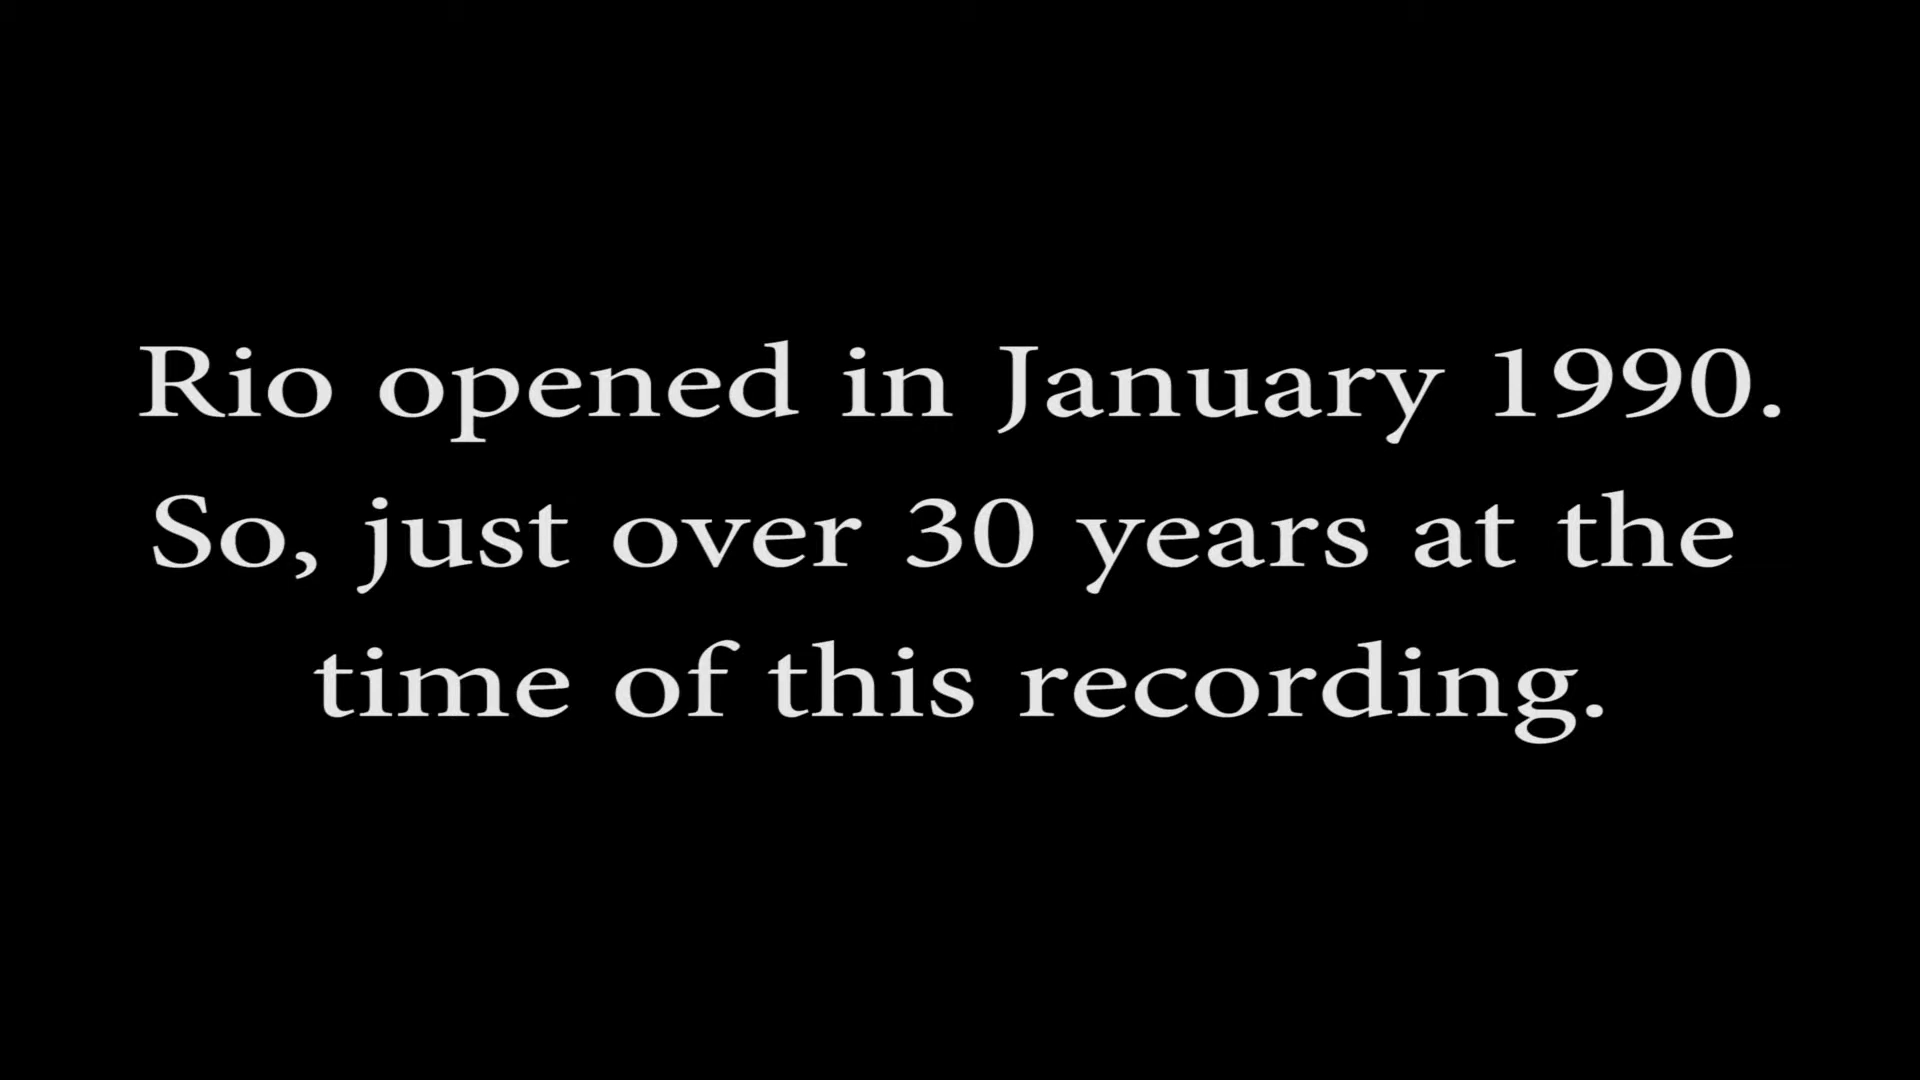 Rio opened in January 1990.
So, just over 30 years at the
time of this recording.